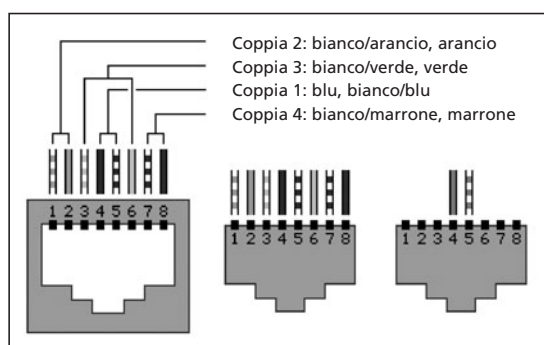 Coppia 2: bianco/arancio, arancio
Coppia 3: bianco/verde, verde
Coppia 1: blu, bianco/blu
Coppia 4: bianco/marrone, marrone
1 2 3 4 5 6 7 8
1 2 3 4 5 6 7 8
1 2 3 4 5 6 7 8